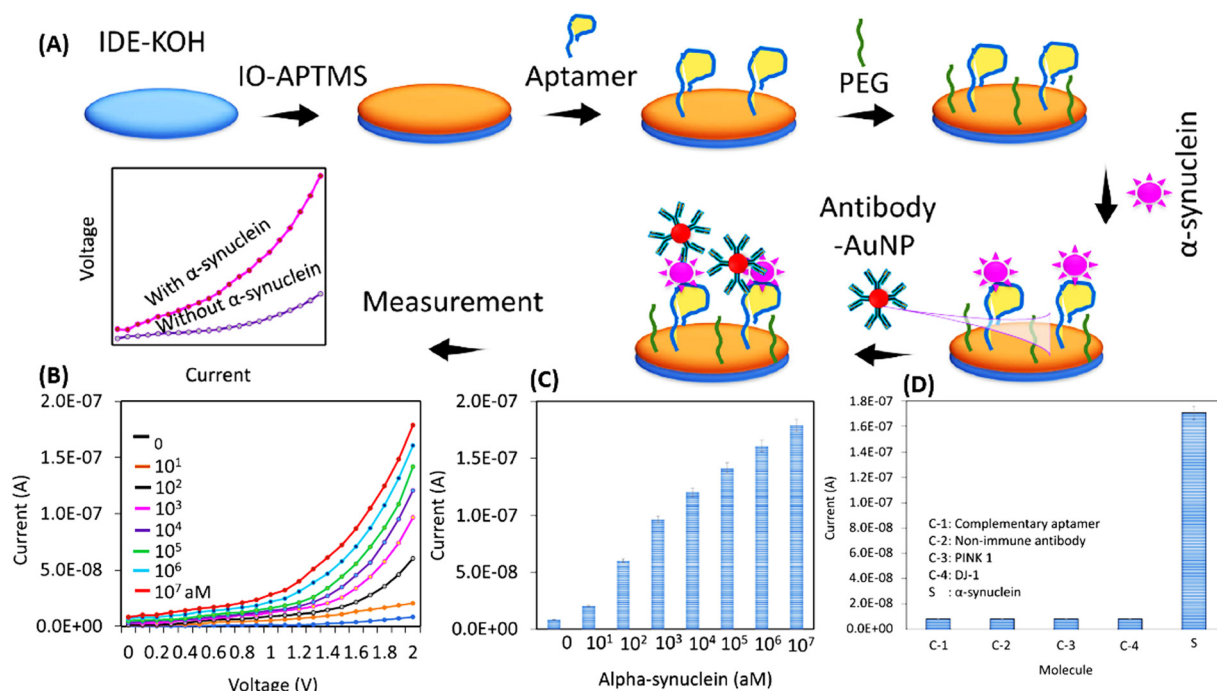 (A)
IDE-KOH
IO-APTMS
Aptamer
PEG
α-synuclein
Antibody
-AuNP
Measurement
Voltage
With α-synuclein
Without α-synuclein
Current
(B)
Current (A)
2.0E-07
1.5E-07
1.0E-07
5.0E-08
0.0E+00
0
10¹
10²
10³
10⁴
10⁵
10⁶
10⁷ aM
0 0.2 0.4 0.6 0.8 1 1.2 1.4 1.6 1.8 2
Voltage (V)
(C)
Current (A)
2.0E-07
1.5E-07
1.0E-07
5.0E-08
0.0E+00
0 10¹ 10² 10³ 10⁴ 10⁵ 10⁶ 10⁷
Alpha-synuclein (aM)
(D)
Current (A)
1.8E-07
1.6E-07
1.4E-07
1.2E-07
1.0E-07
8.0E-08
6.0E-08
4.0E-08
2.0E-08
0.0E+00
C-1: Complementary aptamer
C-2: Non-immune antibody
C-3: PINK 1
C-4: DJ-1
S : α-synuclein
C-1 C-2 C-3 C-4 S
Molecule